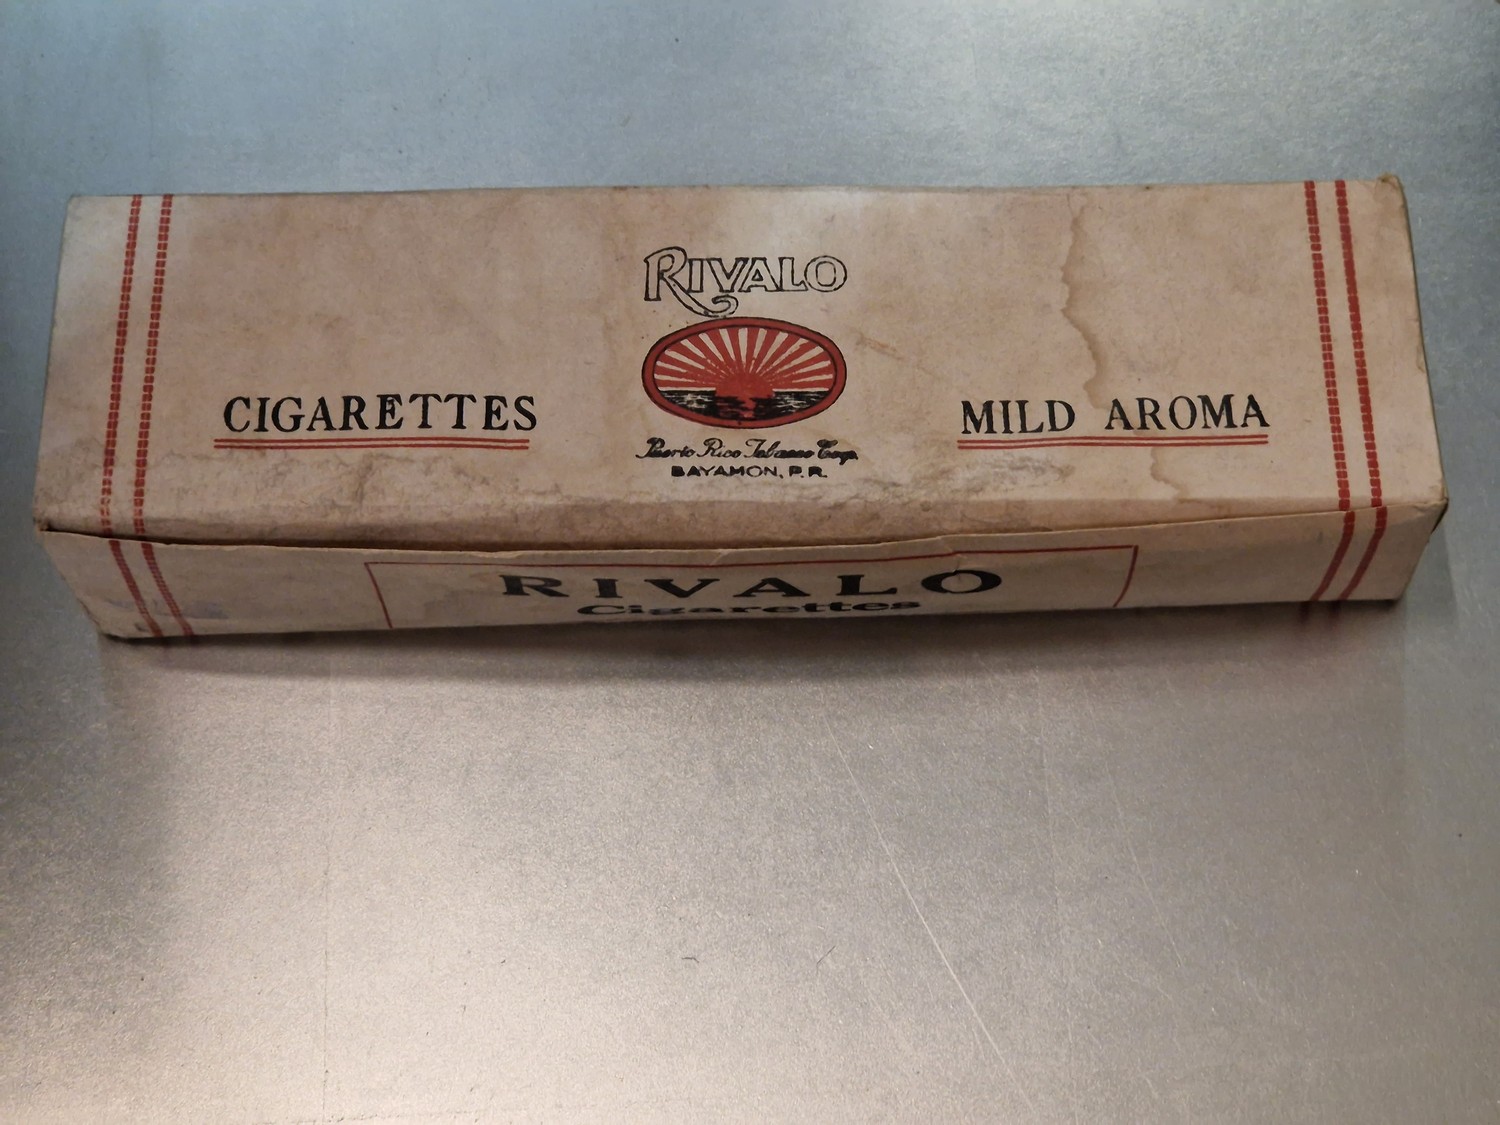 RIVALO
CIGARETTES
MILD AROMA
Puerto Rico Tobacco Corp.
BAYAMON, P.R.
RIVALO
Cigarettes